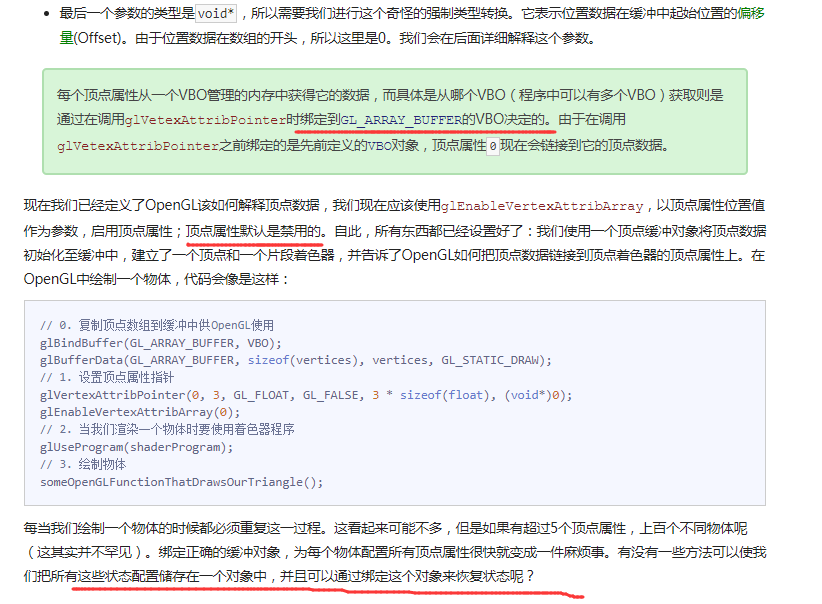 • 最后一个参数的类型是void*，所以需要我们进行这个奇怪的强制类型转换。它表示位置数据在缓冲中起始位置的偏移
量(Offset)。由于位置数据在数组的开头，所以这里是0。我们会在后面详细解释这个参数。
每个顶点属性从一个VBO管理的内存中获得它的数据，而具体是从哪个VBO（程序中可以有多个VBO）获取则是
通过在调用glVetexAttribPointer时绑定到GL_ARRAY_BUFFER的VBO决定的。由于在调用
glVetexAttribPointer之前绑定的是先前定义的VBO对象，顶点属性0现在会链接到它的顶点数据。
现在我们已经定义了OpenGL该如何解释顶点数据，我们现在应该使用glEnableVertexAttribArray，以顶点属性位置值
作为参数，启用顶点属性；顶点属性默认是禁用的。自此，所有东西都已经设置好了：我们使用一个顶点缓冲对象将顶点数据
初始化至缓冲中，建立了一个顶点和一个片段着色器，并告诉了OpenGL如何把顶点数据链接到顶点着色器的顶点属性上。在
OpenGL中绘制一个物体，代码会像是这样：
// 0. 复制顶点数组到缓冲中供OpenGL使用
glBindBuffer(GL_ARRAY_BUFFER, VBO);
glBufferData(GL_ARRAY_BUFFER, sizeof(vertices), vertices, GL_STATIC_DRAW);
// 1. 设置顶点属性指针
glVertexAttribPointer(0, 3, GL_FLOAT, GL_FALSE, 3 * sizeof(float), (void*)0);
glEnableVertexAttribArray(0);
// 2. 当我们渲染一个物体时要使用着色器程序
glUseProgram(shaderProgram);
// 3. 绘制物体
someOpenGLFunctionThatDrawsOurTriangle();
每当我们绘制一个物体的时候都必须重复这一过程。这看起来可能不多，但是如果有超过5个顶点属性，上百个不同物体呢
（这其实并不罕见）。绑定正确的缓冲对象，为每个物体配置所有顶点属性很快就变成一件麻烦事。有没有一些方法可以使我
们把所有这些状态配置储存在一个对象中，并且可以通过绑定这个对象来恢复状态呢？